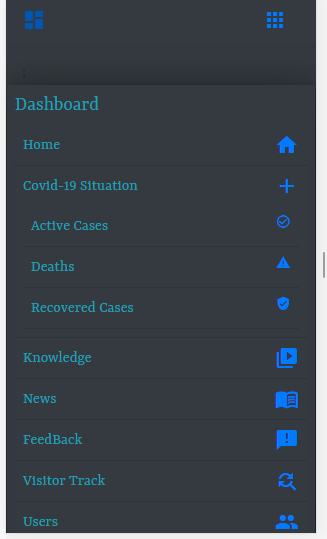 Dashboard
Home
Covid-19 Situation
Active Cases
Deaths
Recovered Cases
Knowledge
News
FeedBack
Visitor Track
Users